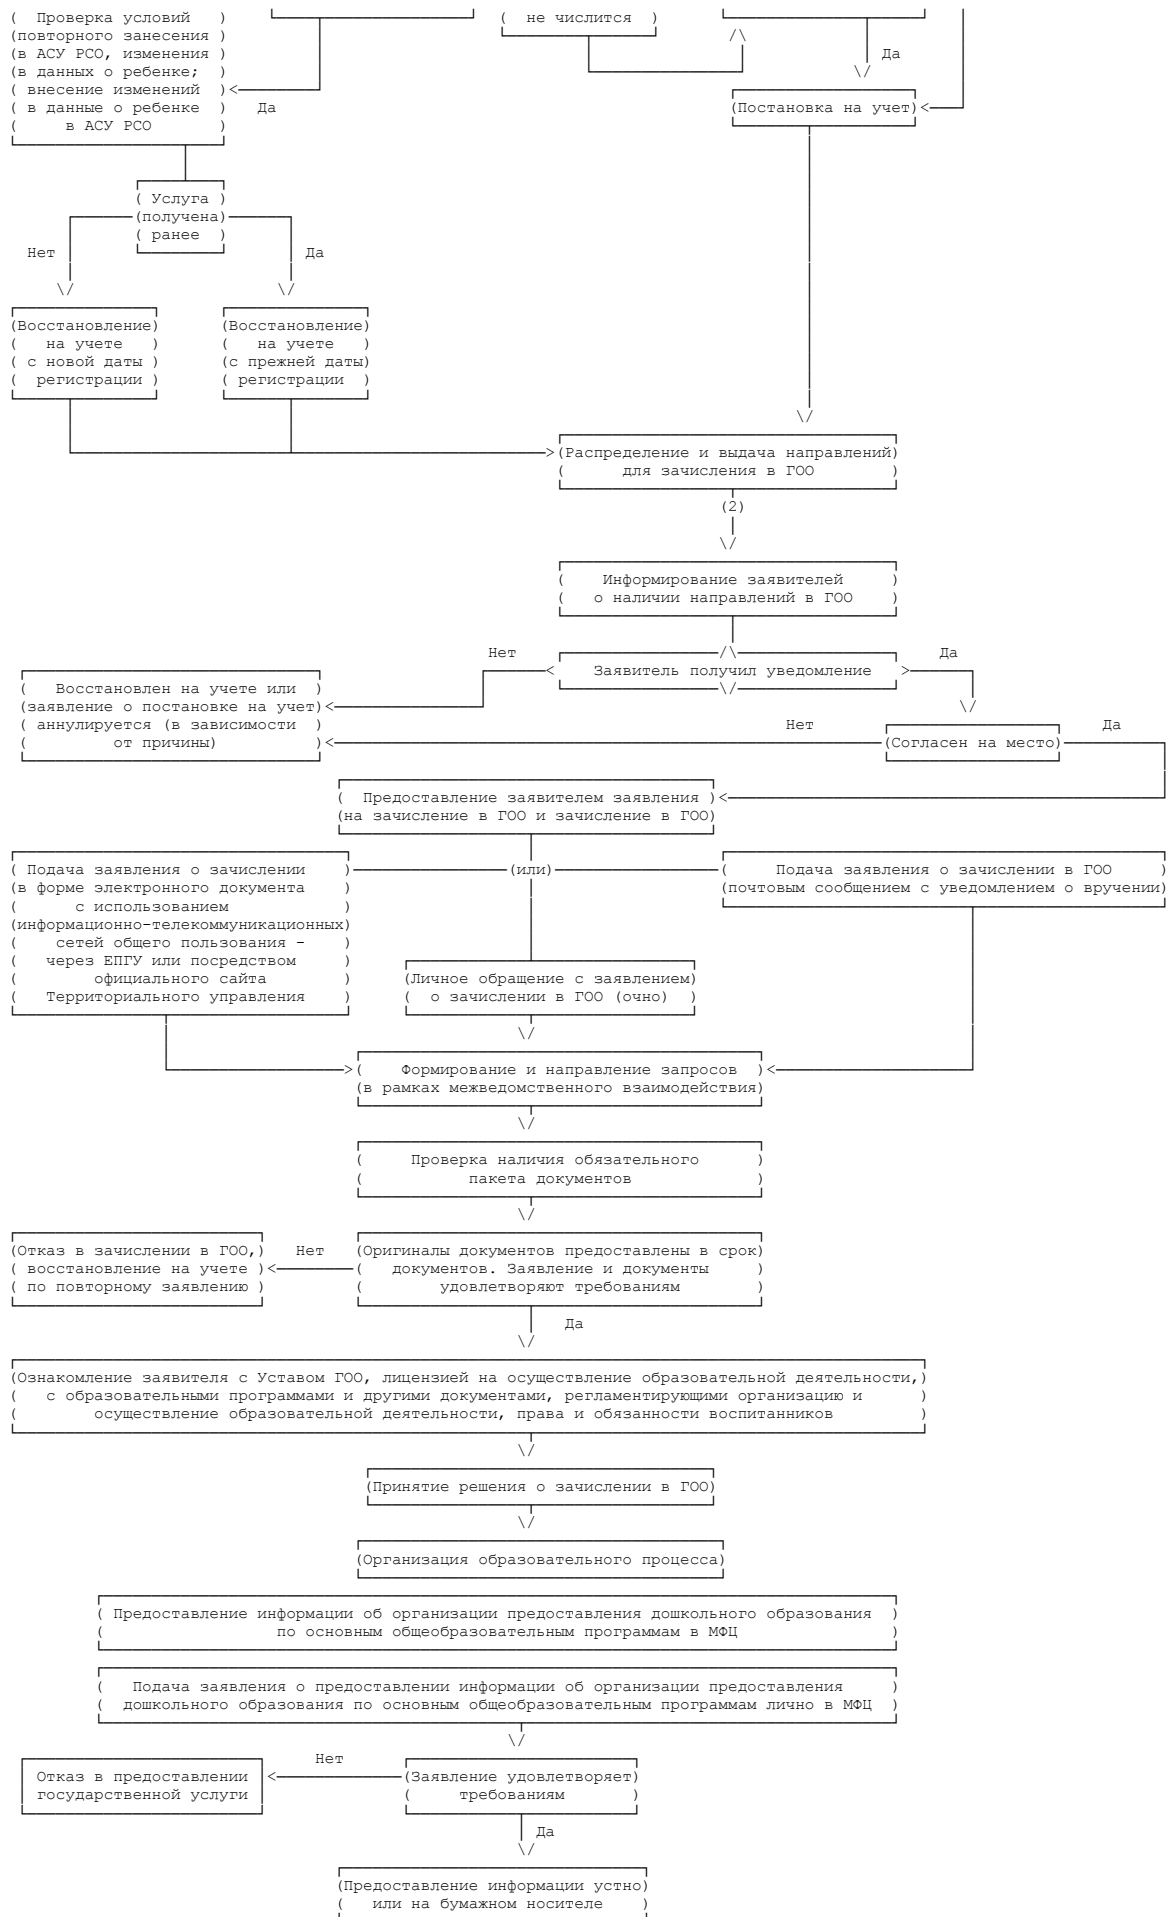 Проверка условий
(повторного занесения )
(в АСУ РСО, изменения )
(в данных о ребенке; )
( внесение изменений )<
( в данные о ребенке )
( в АСУ РСО )
Да
( не числится )
Да
(Постановка на учет)<
( Услуга )
(получена)
( ранее )
Нет
Да
(Восстановление)
( на учете )
( с новой даты )
( регистрации )
(Восстановление)
( на учете )
(с прежней даты)
( регистрации )
>(Распределение и выдача направлений)
( для зачисления в ГОО )
(2)
( Информирование заявителей )
( о наличии направлений в ГОО )
Нет
< Заявитель получил уведомление >
Да
( Восстановлен на учете или )
(заявление о постановке на учет)<
( аннулируется (в зависимости )
( от причины) )<
Нет
(Согласен на место)
Да
( Предоставление заявителем заявления )<
(на зачисление в ГОО и зачисление в ГОО)
( Подача заявления о зачислении )
(в форме электронного документа )
( с использованием )
(информационно-телекоммуникационных)
( сетей общего пользования - )
( через ЕПГУ или посредством )
( официального сайта )
( Территориального управления )
(или)
( Подача заявления о зачислении в ГОО )
(почтовым сообщением с уведомлением о вручении)
(Личное обращение с заявлением)
( о зачислении в ГОО (очно) )
>( Формирование и направление запросов )<
(в рамках межведомственного взаимодействия)
( Проверка наличия обязательного )
( пакета документов )
(Отказ в зачислении в ГОО,)
( восстановление на учете )<
( по повторному заявлению )
Нет
(Оригиналы документов предоставлены в срок)
( документов. Заявление и документы )
( удовлетворяют требованиям )
Да
(Ознакомление заявителя с Уставом ГОО, лицензией на осуществление образовательной деятельности,)
( с образовательными программами и другими документами, регламентирующими организацию и )
( осуществление образовательной деятельности, права и обязанности воспитанников )
(Принятие решения о зачислении в ГОО)
(Организация образовательного процесса)
( Предоставление информации об организации предоставления дошкольного образования )
( по основным общеобразовательным программам в МФЦ )
( Подача заявления о предоставлении информации об организации предоставления )
( дошкольного образования по основным общеобразовательным программам лично в МФЦ )
Отказ в предоставлении
государственной услуги
Нет
(Заявление удовлетворяет)
( требованиям )
Да
(Предоставление информации устно)
( или на бумажном носителе )